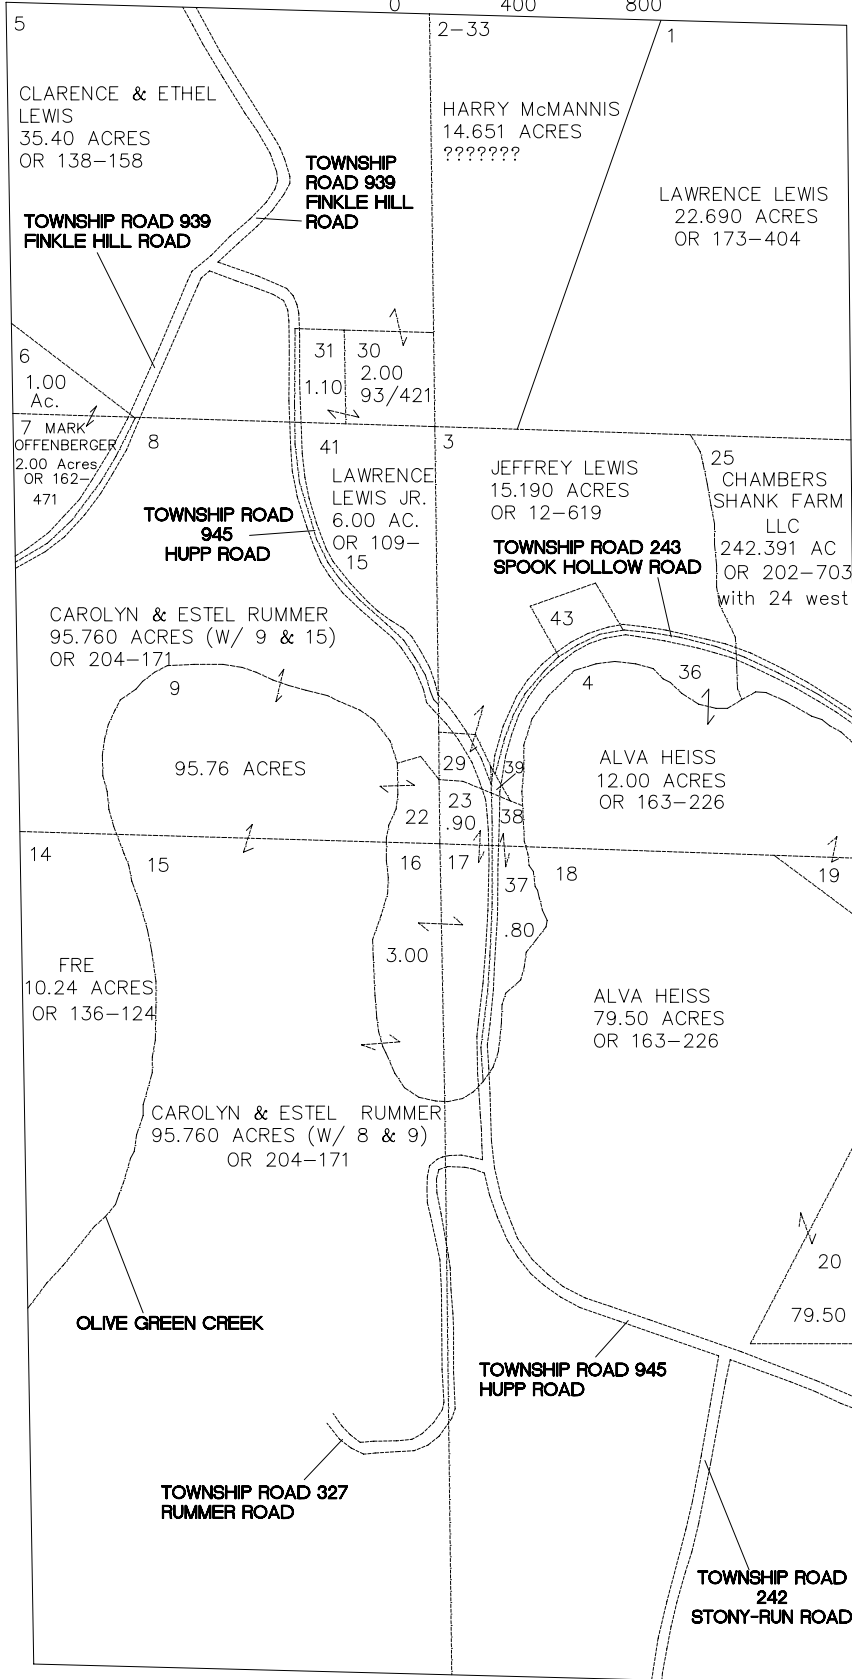 0
400
800
5
2-33
1
CLARENCE & ETHEL
LEWIS
35.40 ACRES
OR 138-158
HARRY McMANNIS
14.651 ACRES
???????
TOWNSHIP
ROAD 939
FINKLE HILL
ROAD
LAWRENCE LEWIS
22.690 ACRES
OR 173-404
TOWNSHIP ROAD 939
FINKLE HILL ROAD
6
1.00
Ac.
31
1.10
30
2.00
93/421
7 MARK
OFFENBERGER
2.00 Acres
OR 162-
471
8
41
LAWRENCE
LEWIS JR.
6.00 AC.
OR 109-
15
3
JEFFREY LEWIS
15.190 ACRES
OR 12-619
25
CHAMBERS
SHANK FARM
LLC
242.391 AC
OR 202-703
with 24 west
TOWNSHIP ROAD
945
HUPP ROAD
TOWNSHIP ROAD 243
SPOOK HOLLOW ROAD
CAROLYN & ESTEL RUMMER
95.760 ACRES (W/ 9 & 15)
OR 204-171
43
36
4
9
95.76 ACRES
ALVA HEISS
12.00 ACRES
OR 163-226
29
39
23
.90
22
38
14
15
16
17
37
.80
18
19
3.00
FRE
10.24 ACRES
OR 136-124
ALVA HEISS
79.50 ACRES
OR 163-226
CAROLYN & ESTEL RUMMER
95.760 ACRES (W/ 8 & 9)
OR 204-171
20
79.50
OLIVE GREEN CREEK
TOWNSHIP ROAD 945
HUPP ROAD
TOWNSHIP ROAD 327
RUMMER ROAD
TOWNSHIP ROAD
242
STONY-RUN ROAD